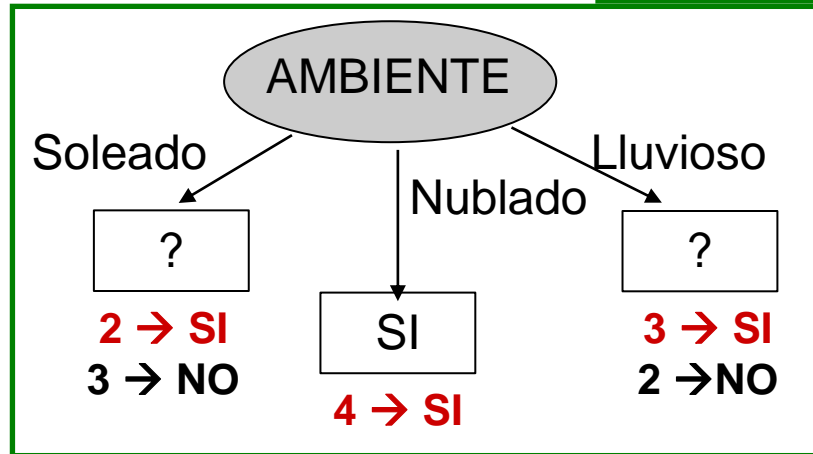 AMBIENTE
Soleado
Lluvioso
Nublado
?
?
SI
2 → SI
3 → NO
3 → SI
2 →NO
4 → SI